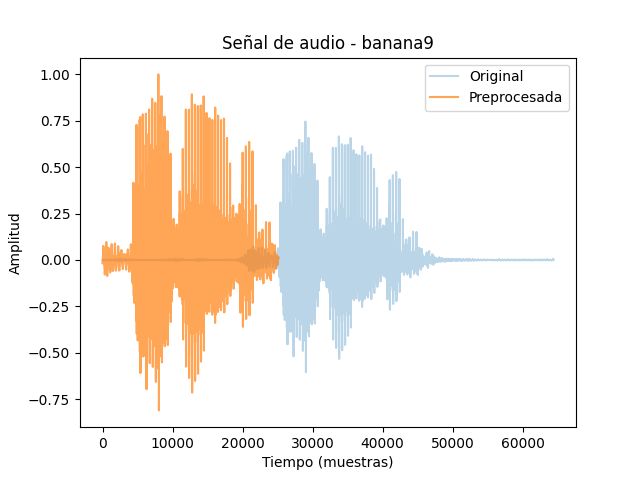 Señal de audio - banana9
Original
Preprocesada
1.00
0.75
0.50
0.25
0.00
−0.25
−0.50
−0.75
Amplitud
0 10000 20000 30000 40000 50000 60000
Tiempo (muestras)